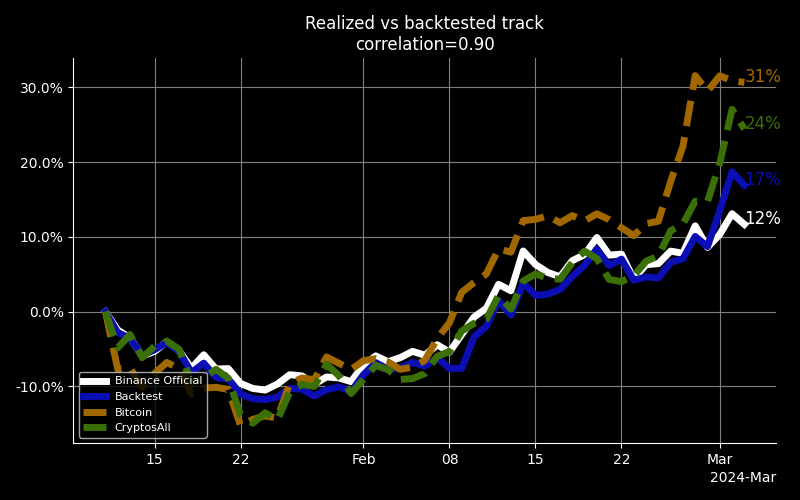 Realized vs backtested track
correlation=0.90
30.0%
20.0%
10.0%
0.0%
-10.0%
31%
24%
17%
12%
Binance Official
Backtest
Bitcoin
CryptosAll
15
22
Feb
08
15
22
Mar
2024-Mar